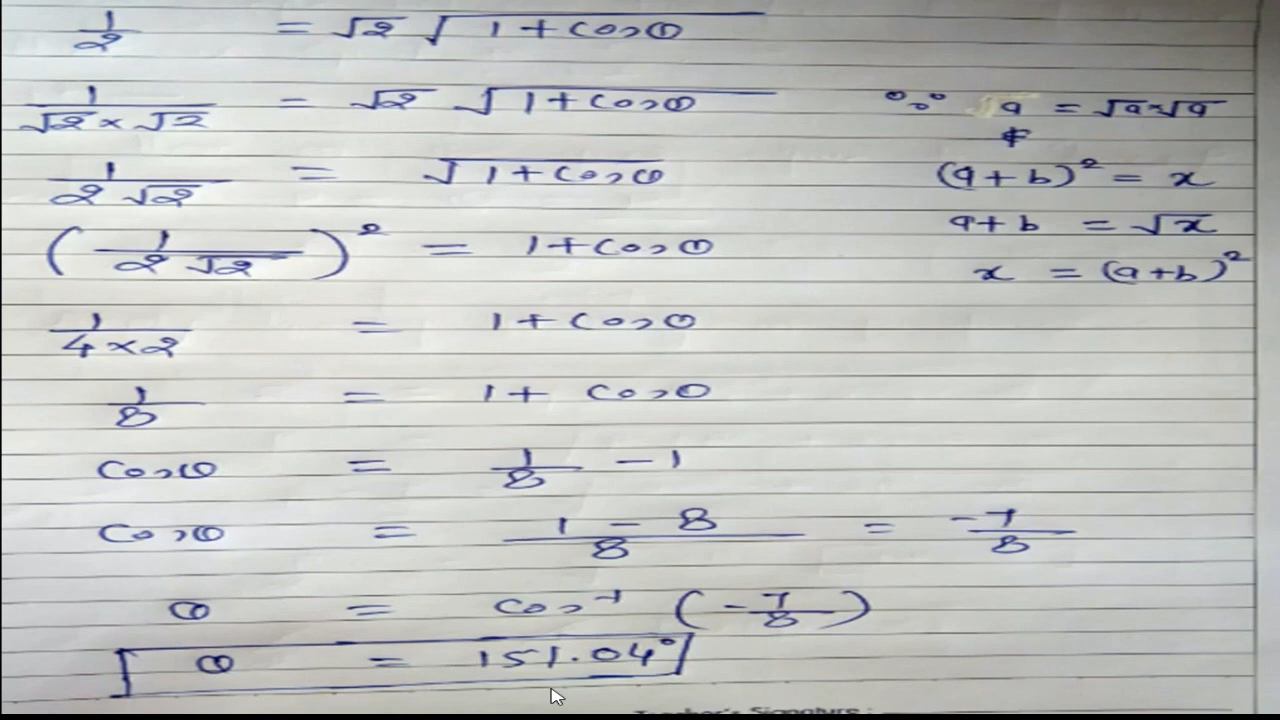 1/2 = √2 √1+cosθ
1/(√2×√2) = √2 √1+cosθ ∵ √a = √a×√a
1/(2√2) = √1+cosθ (a+b)² = x
(1/(2√2))² = 1+cosθ a+b = √x
x = (a+b)²
1/(4×2) = 1+cosθ
1/8 = 1+ cosθ
cosθ = 1/8 -1
cosθ = (1-8)/8 = -7/8
θ = cos⁻¹ (-7/8)
θ = 151.04°
Teacher's Signature :